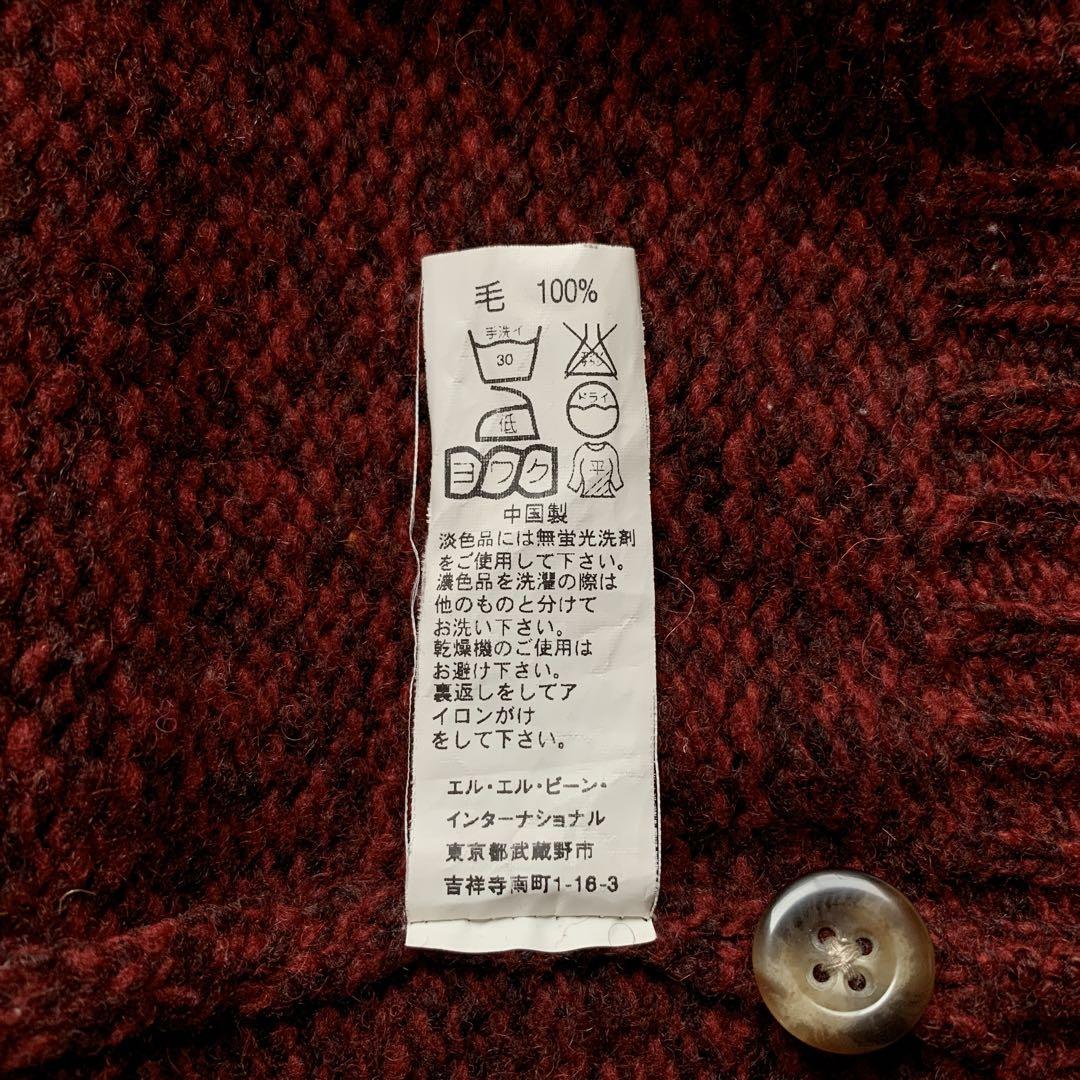 毛 100%
手洗イ
30
エンソサラシ
低
ドライ
ヨワク
平
中国製
淡色品には無蛍光洗剤
をご使用して下さい。
濃色品を洗濯の際は
他のものと分けて
お洗い下さい。
乾燥機のご使用は
お避け下さい。
裏返しをしてア
イロンがけ
をして下さい。
エル・エル・ビーン・
インターナショナル
東京都武蔵野市
吉祥寺南町1-16-3